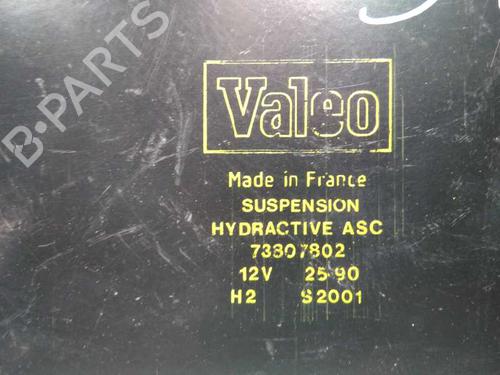 B-PARTS
Valeo
Made in France
SUSPENSION
HYDRACTIVE ASC
73807802
12V 25-90
H2 S2001